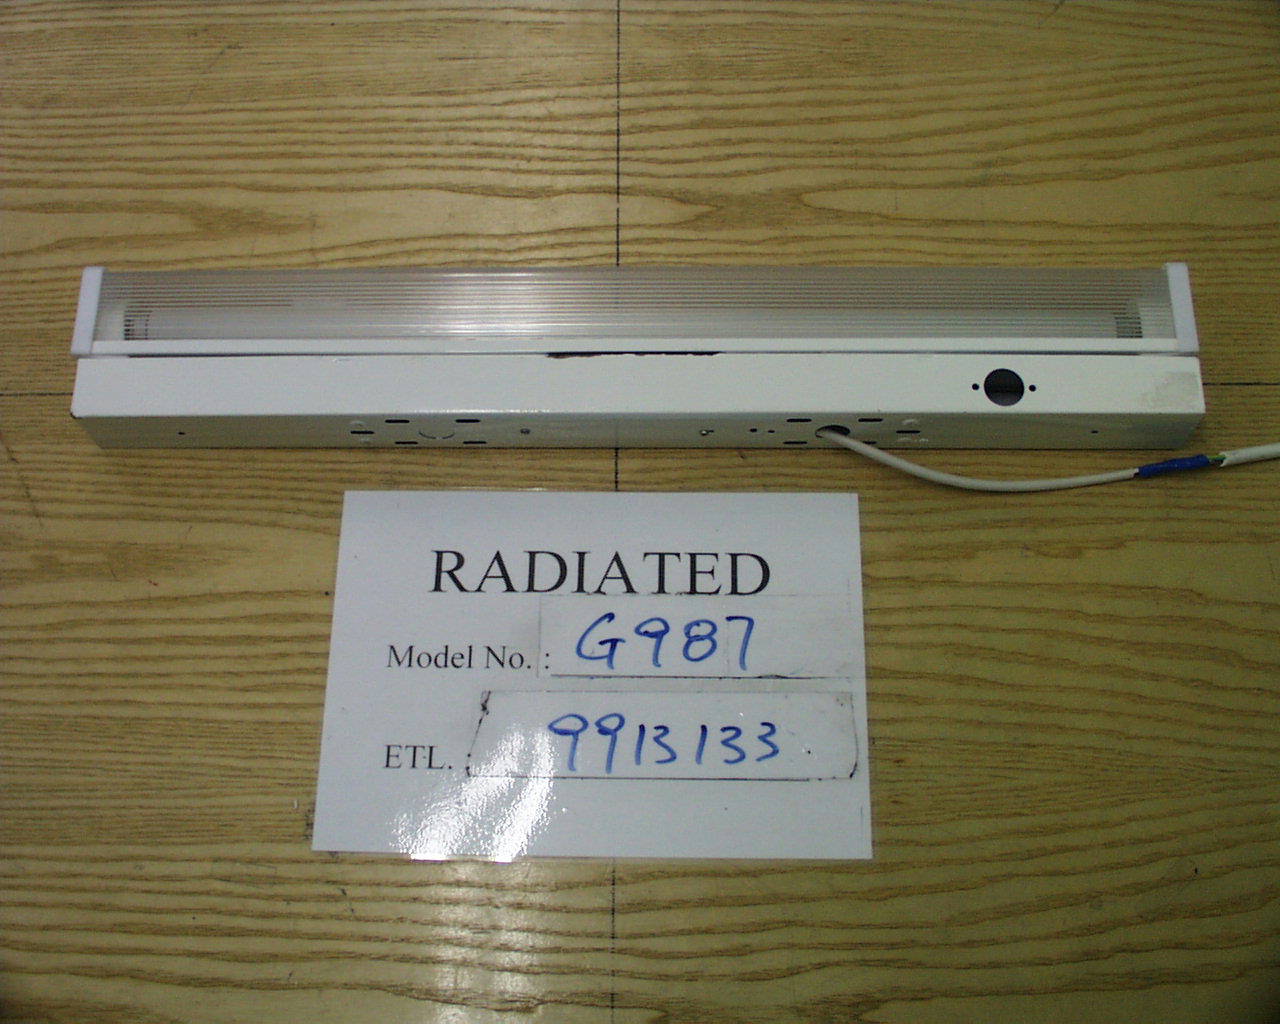 RADIATED
Model No. : G987
ETL. : 9913133